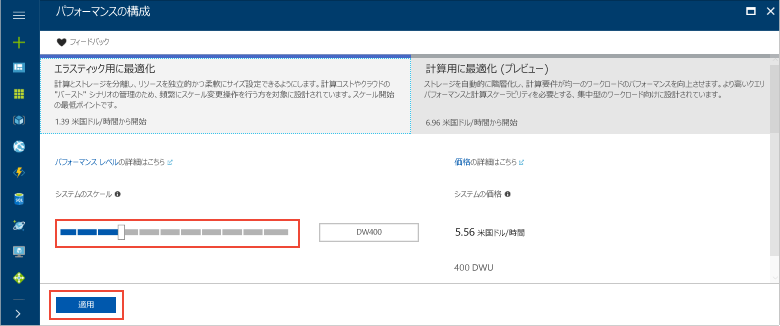 パフォーマンスの構成
フィードバック
エラスティック用に最適化
計算とストレージを分離し、リソースを独立的かつ柔軟にサイズ設定できるようにします。計算コストやクラウドの
"バースト" シナリオの管理のため、頻繁にスケール変更操作を行う方を対象に設計されています。スケール開始
の最低ポイントです。
1.39 米国ドル/時間から開始
計算用に最適化 (プレビュー)
ストレージを自動的に階層化し、計算要件が均一のワークロードのパフォーマンスを向上させます。より高いクエリ
パフォーマンスと計算スケーラビリティを必要とする、集中型のワークロード向けに設計されています。
6.96 米国ドル/時間から開始
パフォーマンス レベルの詳細はこちら
価格の詳細はこちら
システムのスケール
システムの価格
DW400
5.56 米国ドル/時間
400 DWU
適用